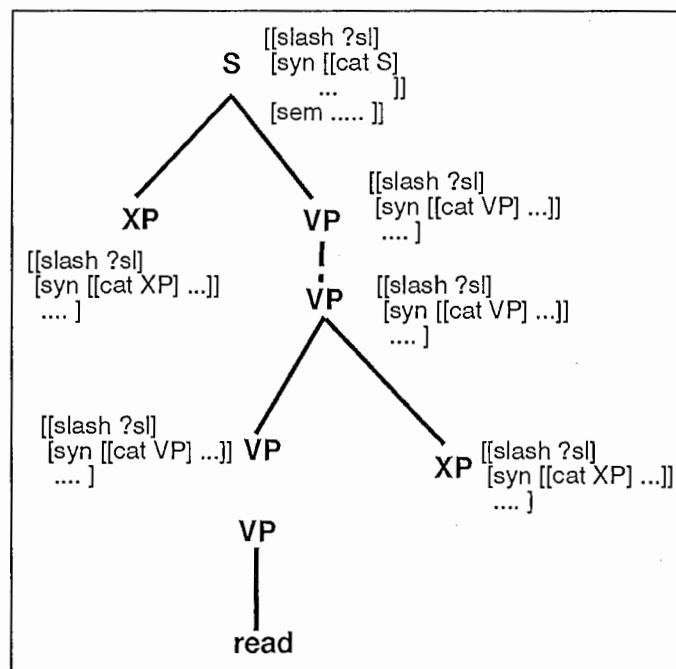 S
[[slash ?sl]
[syn [[cat S]
... ]]
[sem ..... ]]
XP
VP
[[slash ?sl]
[syn [[cat VP] ...]]
.... ]
[[slash ?sl]
[syn [[cat XP] ...]]
.... ]
VP
[[slash ?sl]
[syn [[cat VP] ...]]
.... ]
[[slash ?sl]
[syn [[cat VP] ...]]
.... ]
VP
XP
[[slash ?sl]
[syn [[cat XP] ...]]
.... ]
VP
read